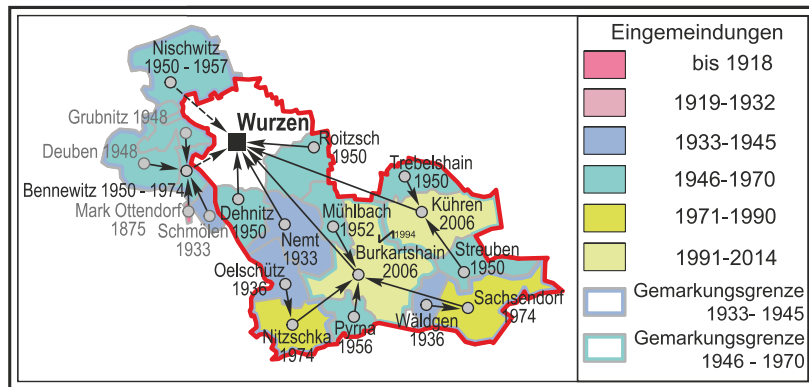 Nischwitz
1950 - 1957
Grubnitz 1948
Deuben 1948
Bennewitz 1950 - 1974
Mark Ottendorf
1875
Schmölen
1933
Wurzen
Roitzsch
1950
Dehnitz
1950
Nemt
1933
Mühlbach
1952
Trebelshain
1950
Kühren
2006
1994
Burkartshain
2006
Streuben
1950
Oelschütz
1936
Nitzschka
1974
Pyrna
1956
Wäldgen
1936
Sachsendorf
1974
Eingemeindungen
bis 1918
1919-1932
1933-1945
1946-1970
1971-1990
1991-2014
Gemarkungsgrenze
1933- 1945
Gemarkungsgrenze
1946 - 1970